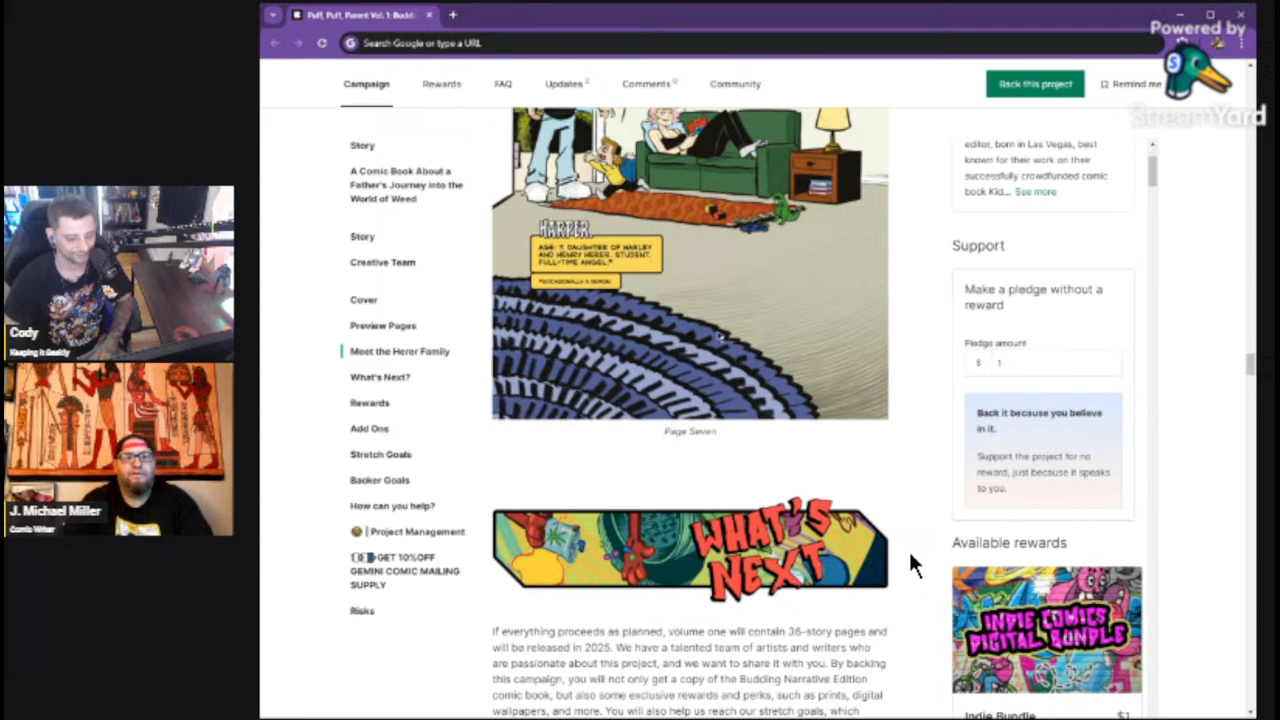 Puff, Puff, Parent Vol. 1: Buddi
Search Google or type a URL
Powered by
StreamYard
Campaign
Rewards
FAQ
Updates
Comments
Community
Back this project
Remind me
Story
A Comic Book About a
Father's Journey into the
World of Weed
Story
Creative Team
Cover
Preview Pages
Meet the Herer Family
What's Next?
Rewards
Add Ons
Stretch Goals
Backer Goals
How can you help?
| Project Management
GET 10%OFF
GEMINI COMIC MAILING
SUPPLY
Risks
HARPER.
AGE: 7. DAUGHTER OF HARLEY
AND HENRY HERER. STUDENT.
FULL-TIME ANGEL.*
*OCCASIONALLY A DEMON.
Page Seven
WHAT'S
NEXT
If everything proceeds as planned, volume one will contain 36-story pages and
will be released in 2025. We have a talented team of artists and writers who
are passionate about this project, and we want to share it with you. By backing
this campaign, you will not only get a copy of the Budding Narrative Edition
comic book, but also some exclusive rewards and perks, such as prints, digital
wallpapers, and more. You will also help us reach our stretch goals, which
editor, born in Las Vegas, best
known for their work on their
successfully crowdfunded comic
book Kid... See more
Support
Make a pledge without a
reward
Pledge amount
$ 1
Back it because you believe
in it.
Support the project for no
reward, just because it speaks
to you.
Available rewards
INDIE COMICS
DIGITAL BUNDLE
Indie Bundle $1
Cody
Keeping It Geekly
J. Michael Miller
Comic Writer